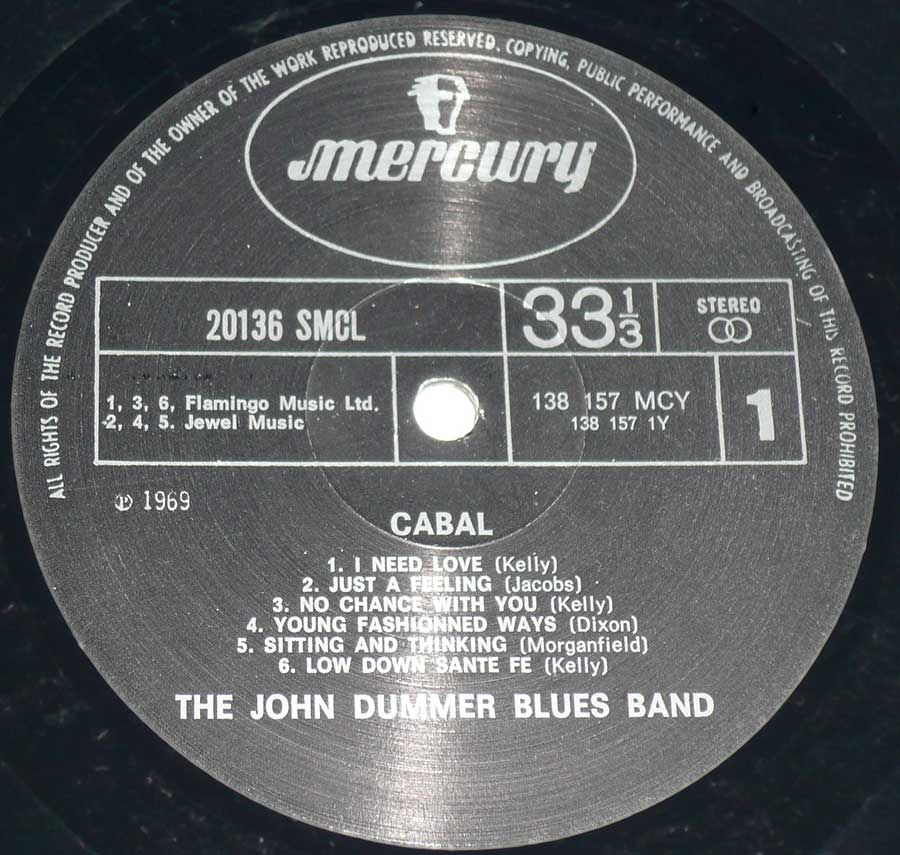 ALL RIGHTS OF THE RECORD PRODUCER AND OF THE OWNER OF THE WORK REPRODUCED RESERVED. COPYING, PUBLIC PERFORMANCE AND BROADCASTING OF THIS RECORD PROHIBITED
mercury
20136 SMCL
33 1/3
STEREO
1, 3, 6, Flamingo Music Ltd.
2, 4, 5. Jewel Music
138 157 MCY
138 157 1Y
1
℗ 1969
CABAL
1. I NEED LOVE (Kelly)
2. JUST A FEELING (Jacobs)
3. NO CHANCE WITH YOU (Kelly)
4. YOUNG FASHIONNED WAYS (Dixon)
5. SITTING AND THINKING (Morganfield)
6. LOW DOWN SANTE FE (Kelly)
THE JOHN DUMMER BLUES BAND